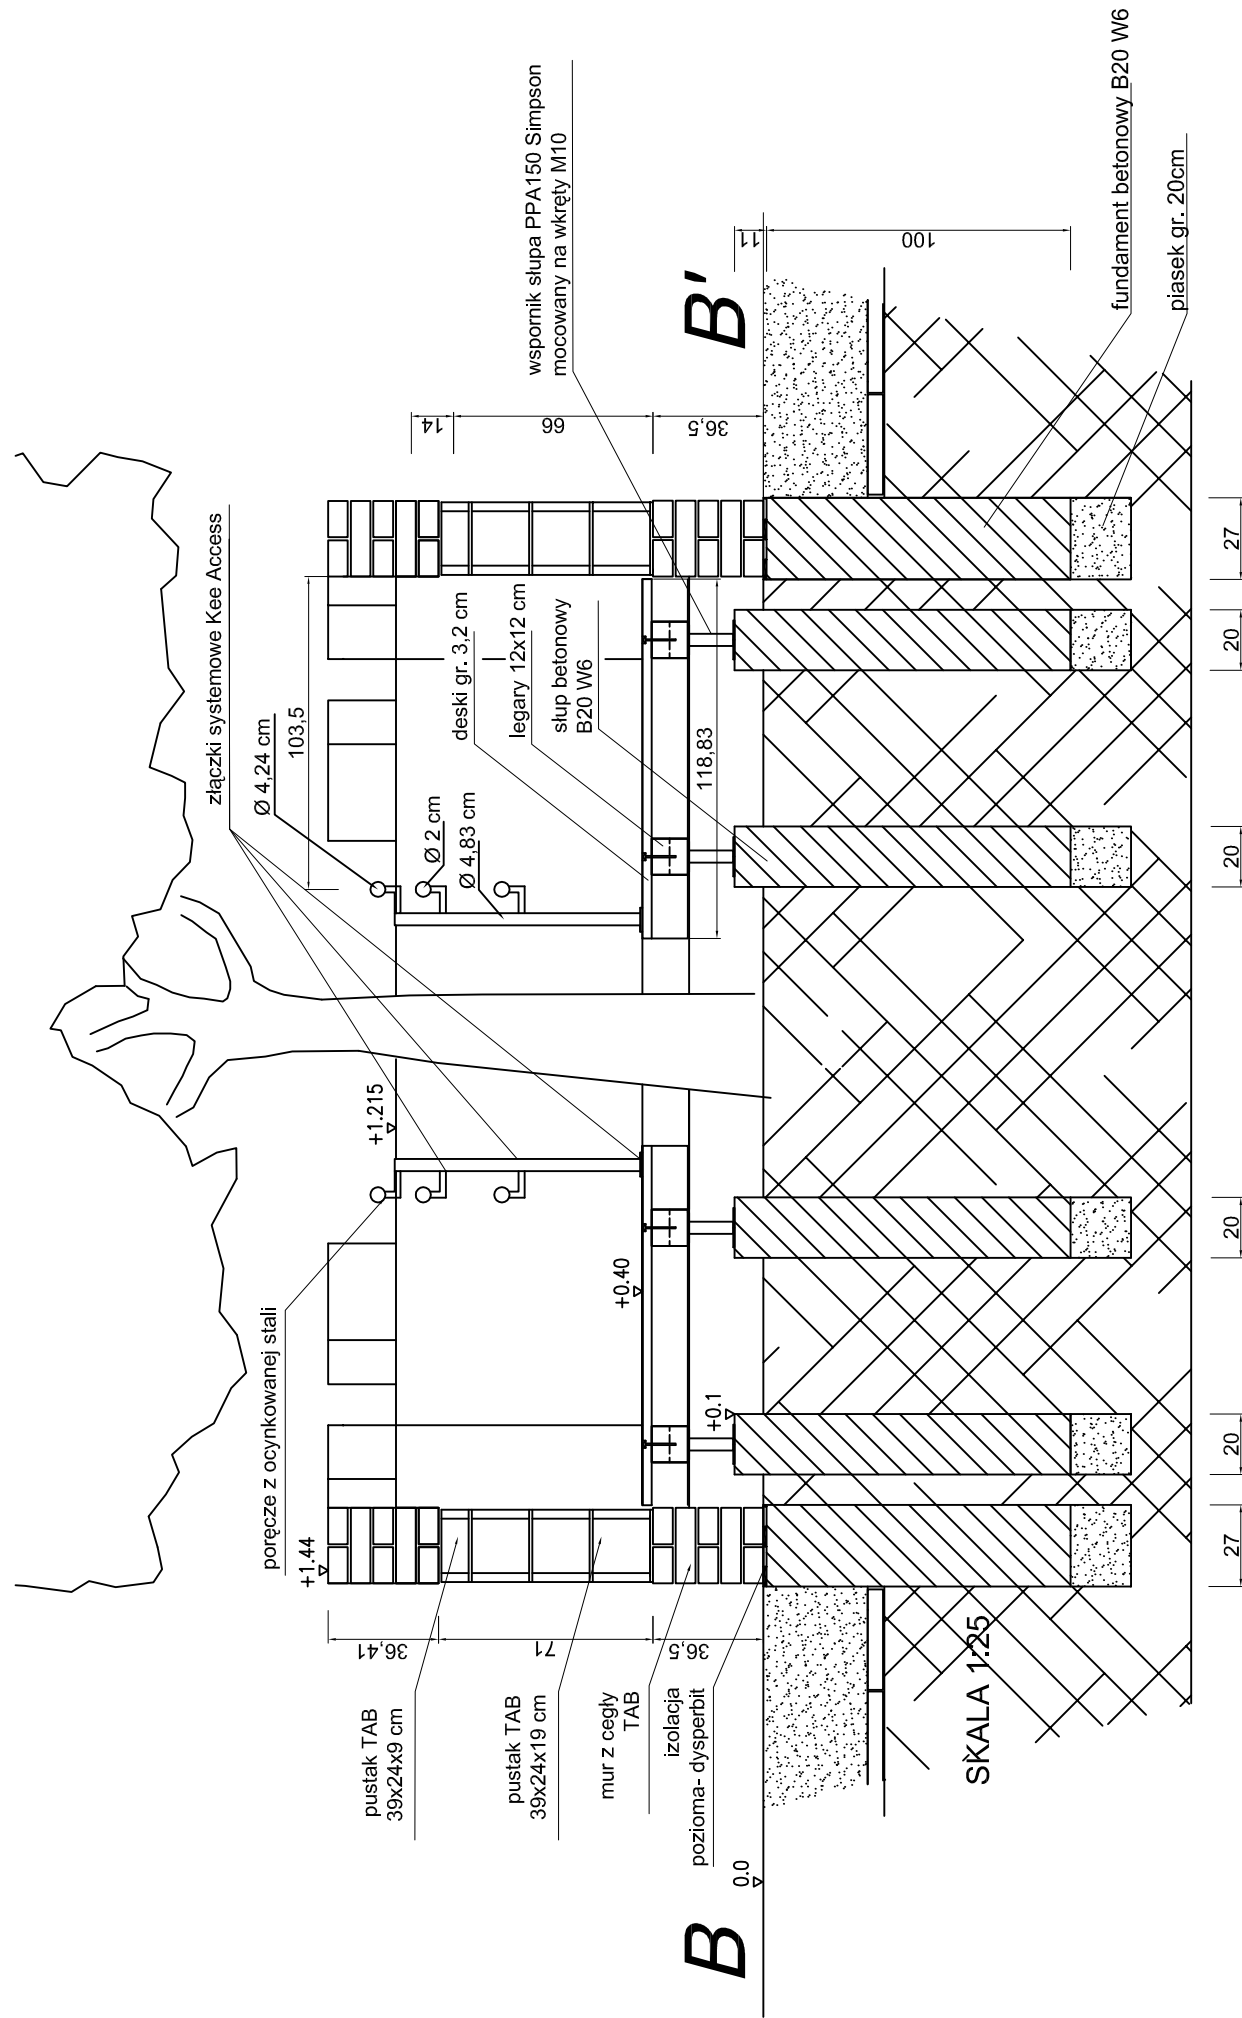 złączki systemowe Kee Access
Ø 4,24 cm
103,5
Ø 2 cm
Ø 4,83 cm
+1.215
poręcze z ocynkowanej stali
+1.44
36,41
71
36,5
pustak TAB
39x24x9 cm
pustak TAB
39x24x19 cm
mur z cegły
TAB
izolacja
pozioma- dysperbit
+0.40
+0.1
deski gr. 3,2 cm
legary 12x12 cm
słup betonowy
B20 W6
118,83
14
66
36,5
wspornik słupa PPA150 Simpson
mocowany na wkręty M10
11
100
fundament betonowy B20 W6
piasek gr. 20cm
B
0.0
B'
SKALA 1:25
27
20
20
20
20
27